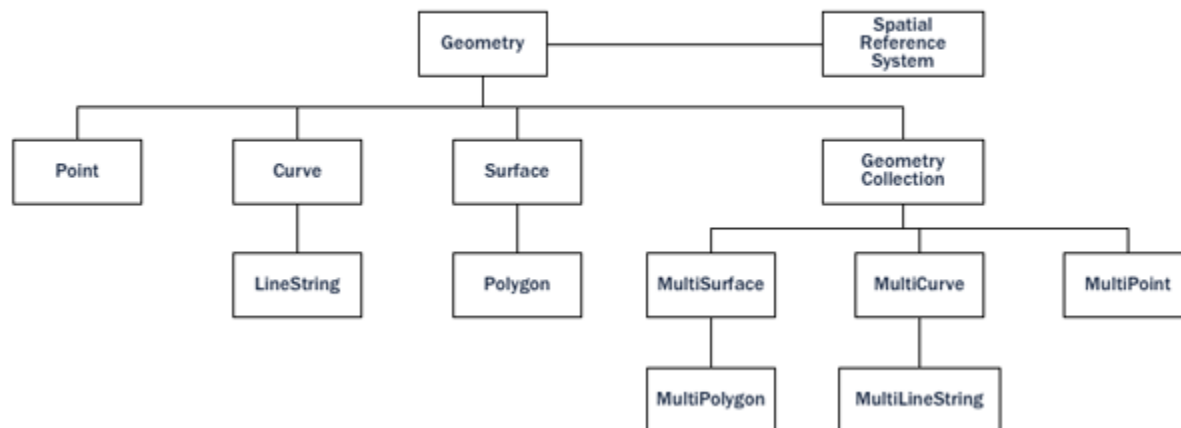 Geometry
Spatial
Reference
System
Point
Curve
Surface
Geometry
Collection
LineString
Polygon
MultiSurface
MultiCurve
MultiPoint
MultiPolygon
MultiLineString